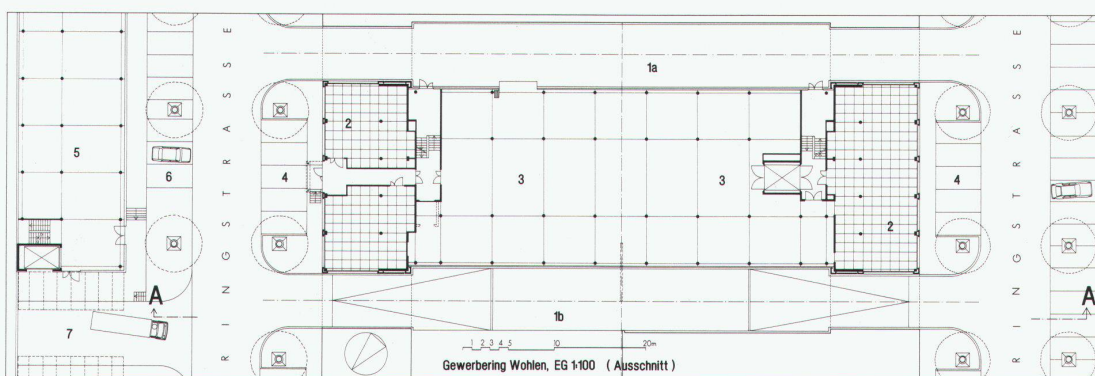 RINGSTRASSE
RINGSTRASSE
1a
2
5
3
3
6
4
4
2
A
A
1b
7
1 2 3 4 5 10 20m
Gewerbering Wohlen, EG 1:100 (Ausschnitt)